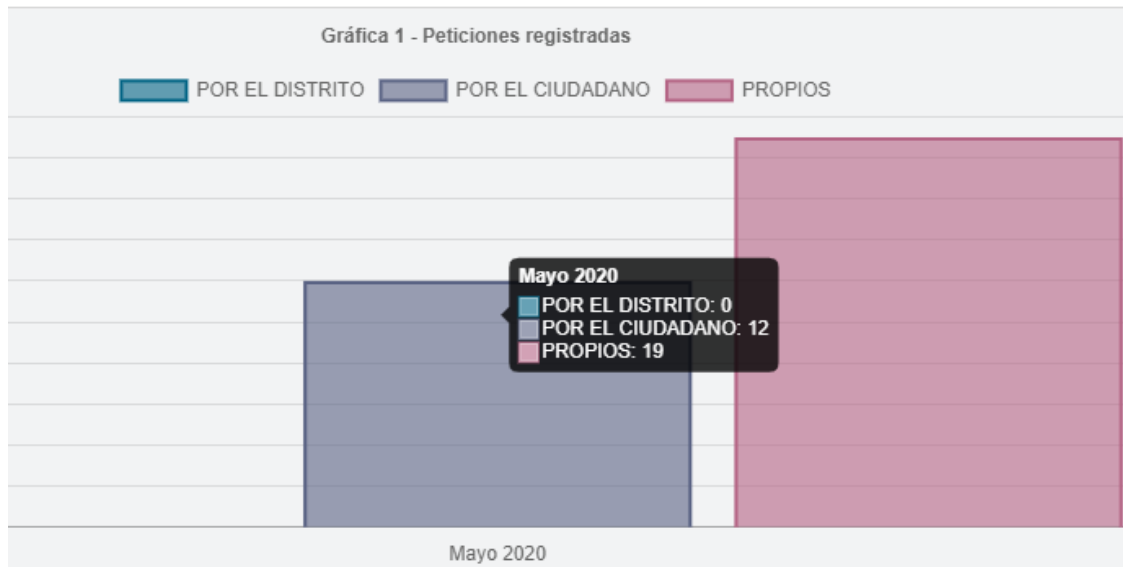 Gráfica 1 - Peticiones registradas
POR EL DISTRITO POR EL CIUDADANO PROPIOS
Mayo 2020
POR EL DISTRITO: 0
POR EL CIUDADANO: 12
PROPIOS: 19
Mayo 2020